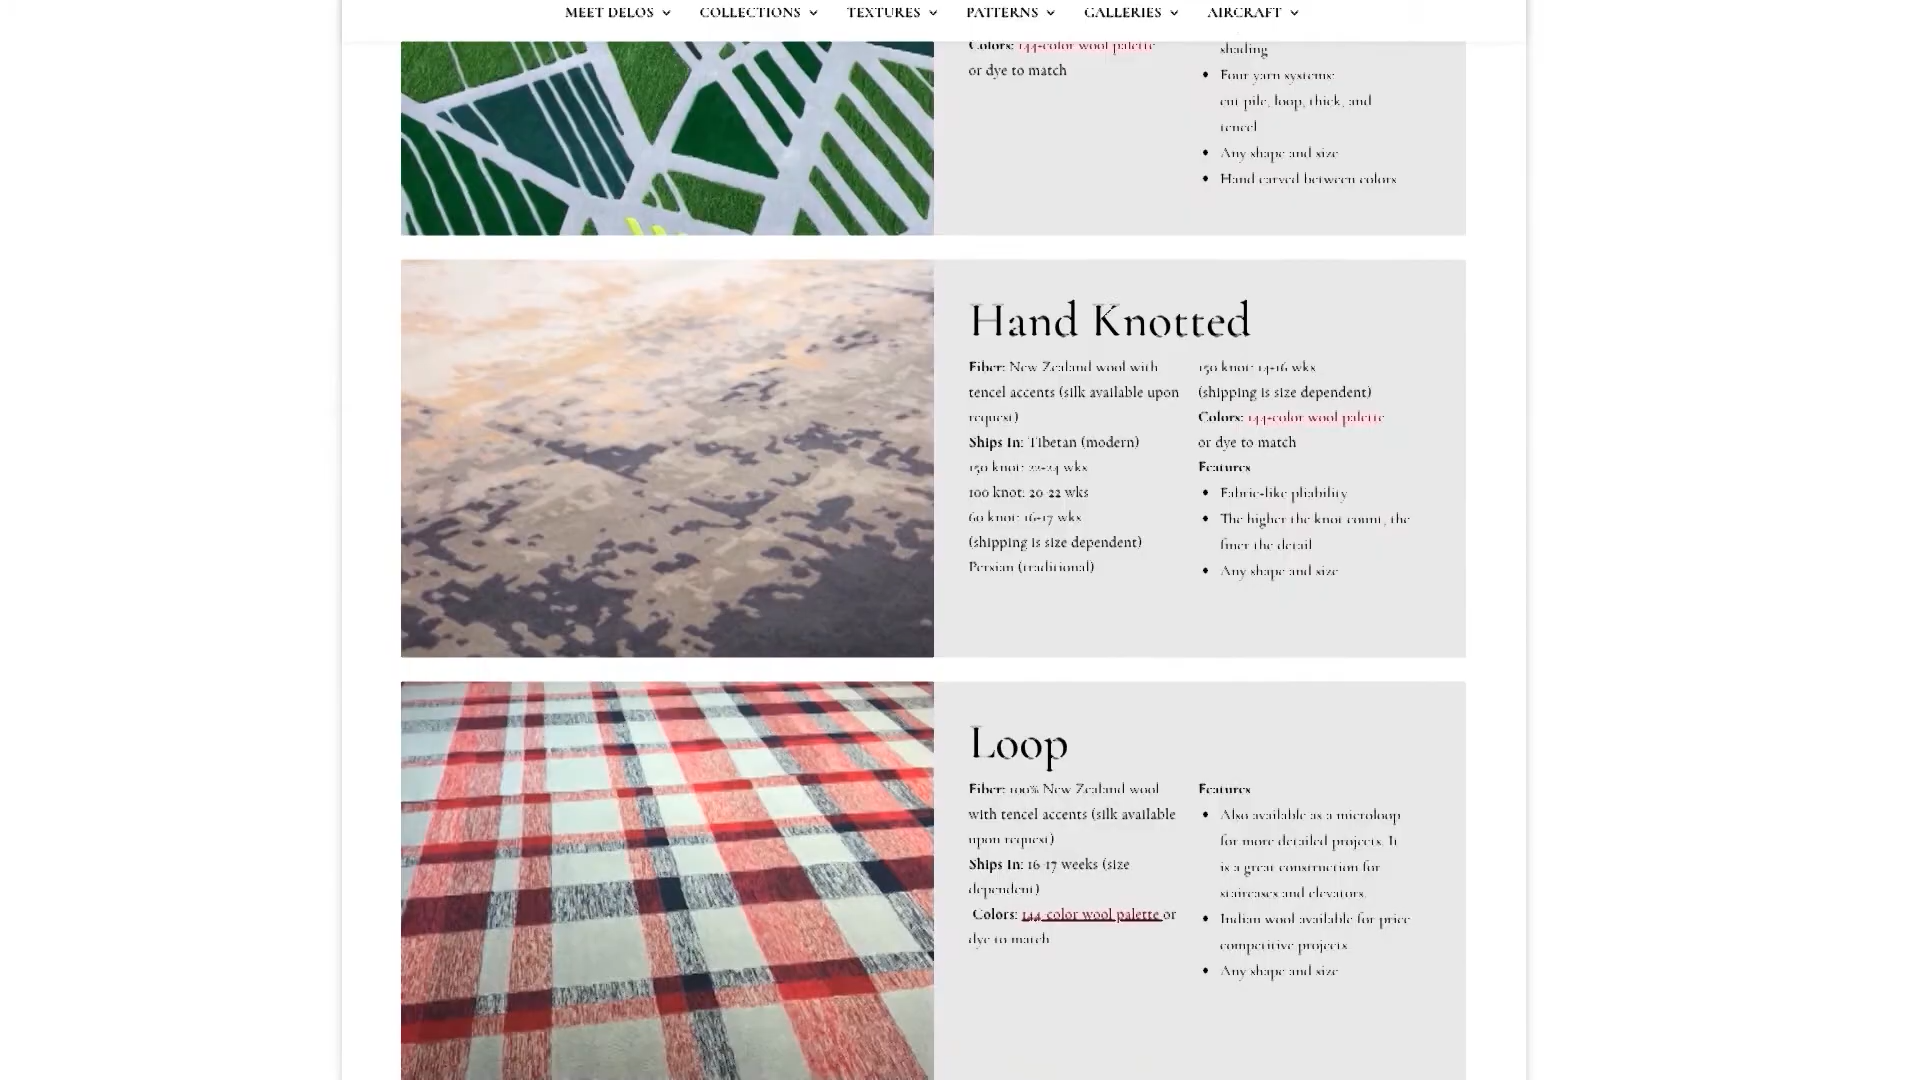 MEET DELOS COLLECTIONS TEXTURES PATTERNS GALLERIES AIRCRAFT
Colors: 144-color wool palette
or dye to match
shading
• Four yarn systems:
cut pile, loop, thick, and
tencel
• Any shape and size
• Hand carved between colors
Hand Knotted
Fiber: New Zealand wool with
tencel accents (silk available upon
request)
Ships In: Tibetan (modern)
150 knot: 22-24 wks
100 knot: 20-22 wks
60 knot: 16-17 wks
(shipping is size dependent)
Persian (traditional)
150 knot: 14-16 wks
(shipping is size dependent)
Colors: 144-color wool palette
or dye to match
Features
• Fabric-like pliability
• The higher the knot count, the
finer the detail
• Any shape and size
Loop
Fiber: 100% New Zealand wool
with tencel accents (silk available
upon request)
Ships In: 16-17 weeks (size
dependent)
Colors: 144-color wool palette or
dye to match
Features
• Also available as a microloop
for more detailed projects. It
is a great construction for
staircases and elevators.
• Indian wool available for price
competitive projects
• Any shape and size